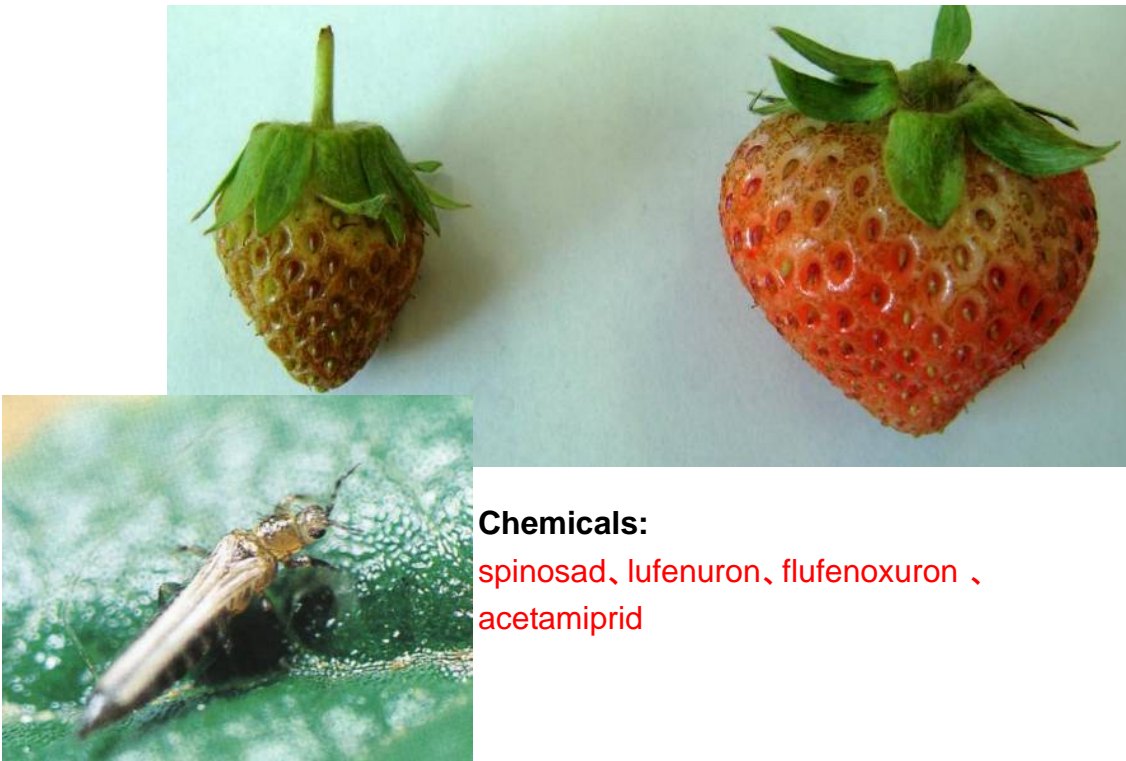 Chemicals:
spinosad、lufenuron、flufenoxuron 、
acetamiprid